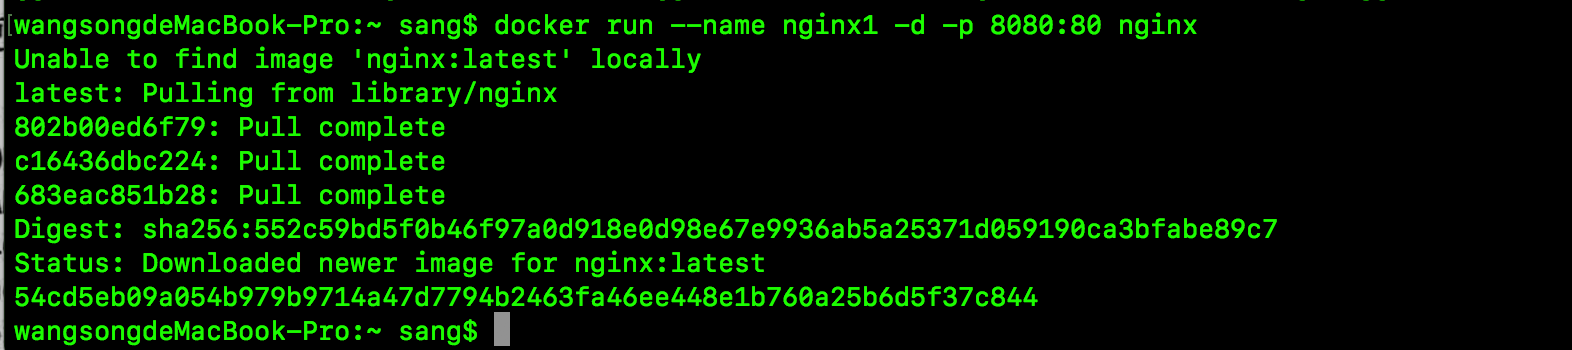 [wangsongdeMacBook-Pro:~ sang$ docker run --name nginx1 -d -p 8080:80 nginx
Unable to find image 'nginx:latest' locally
latest: Pulling from library/nginx
802b00ed6f79: Pull complete
c16436dbc224: Pull complete
683eac851b28: Pull complete
Digest: sha256:552c59bd5f0b46f97a0d918e0d98e67e9936ab5a25371d059190ca3bfabe89c7
Status: Downloaded newer image for nginx:latest
54cd5eb09a054b979b9714a47d7794b2463fa46ee448e1b760a25b6d5f37c844
wangsongdeMacBook-Pro:~ sang$